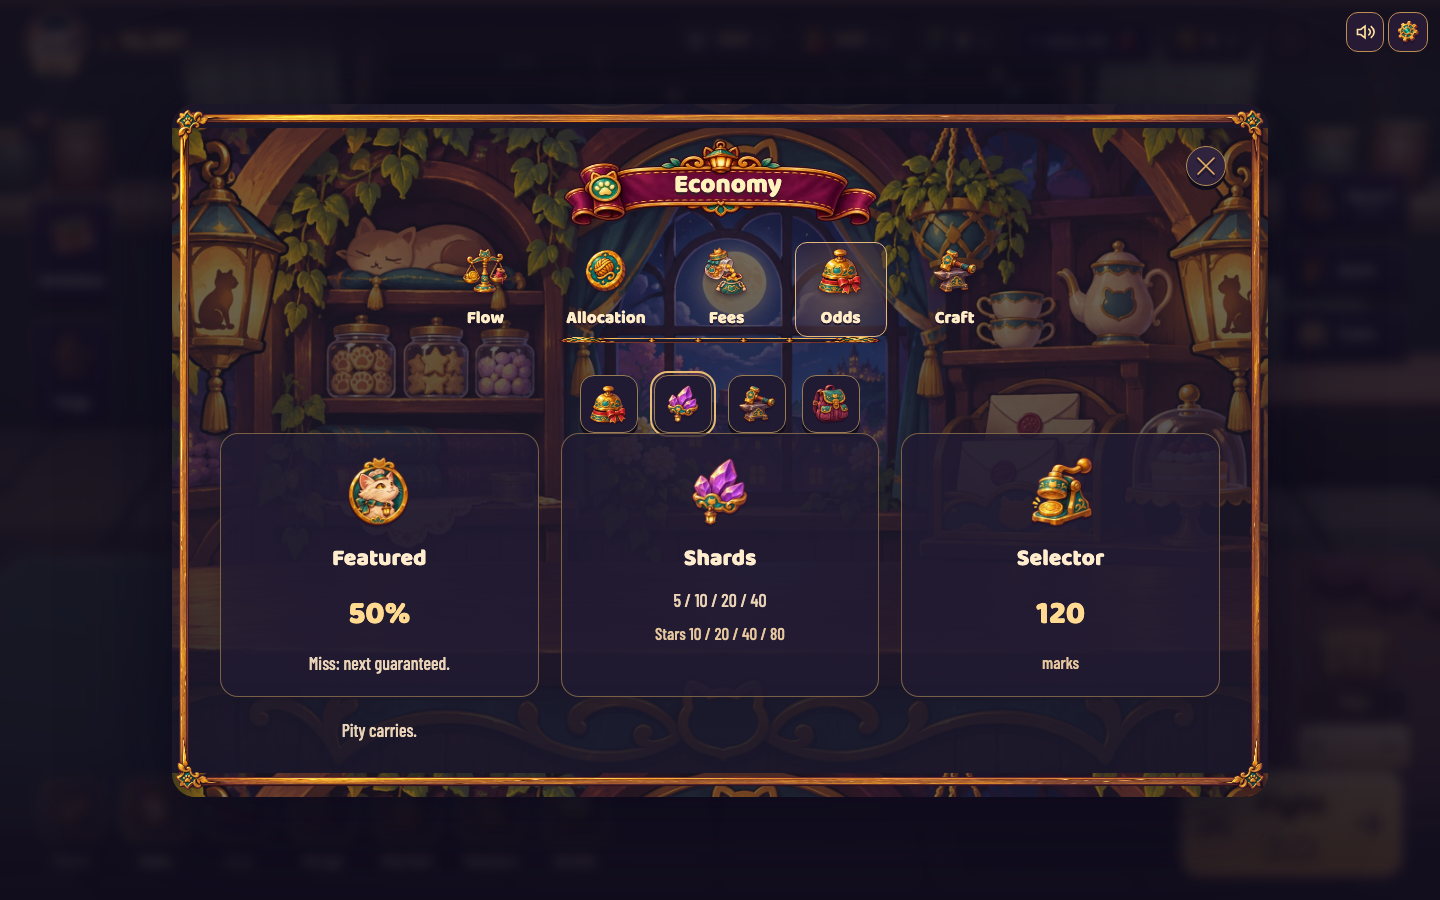 Economy
Flow
Allocation
Fees
Odds
Craft
Featured
50%
Miss: next guaranteed.
Shards
5 / 10 / 20 / 40
Stars 10 / 20 / 40 / 80
Selector
120
marks
Pity carries.